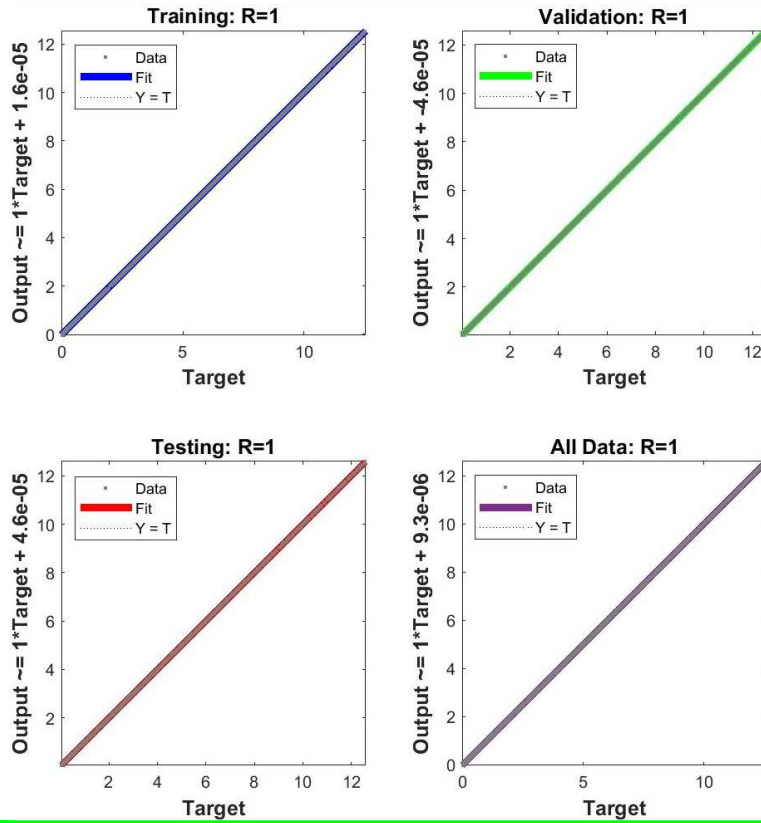 Training: R=1
Output ~= 1*Target + 1.6e-05
12
10
8
6
4
2
0
Data
Fit
Y = T
0 5 10
Target
Validation: R=1
Output ~= 1*Target + -4.6e-05
12
10
8
6
4
2
Data
Fit
Y = T
2 4 6 8 10 12
Target
Testing: R=1
Output ~= 1*Target + 4.6e-05
12
10
8
6
4
2
Data
Fit
Y = T
2 4 6 8 10 12
Target
All Data: R=1
Output ~= 1*Target + 9.3e-06
12
10
8
6
4
2
0
Data
Fit
Y = T
0 5 10
Target